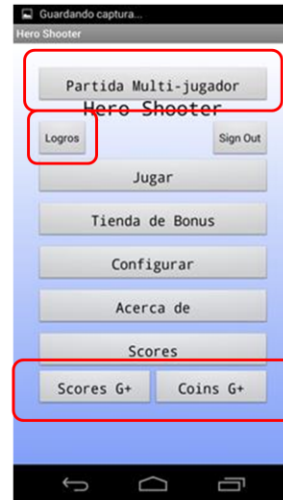 Guardando captura...
Hero Shooter
Partida Multi-jugador
Hero Shooter
Logros Sign Out
Jugar
Tienda de Bonus
Configurar
Acerca de
Scores
Scores G+ Coins G+